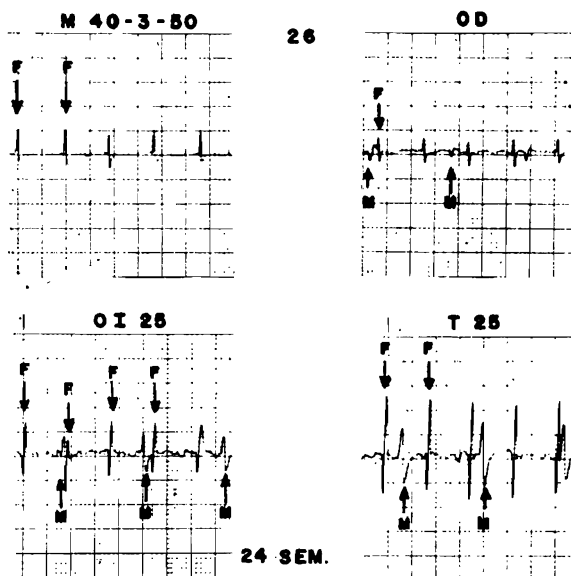 M 40-3-50
26
OD
F F
F
M M
OI 25
T 25
F F F F
F F
M M M
M M
24 SEM.